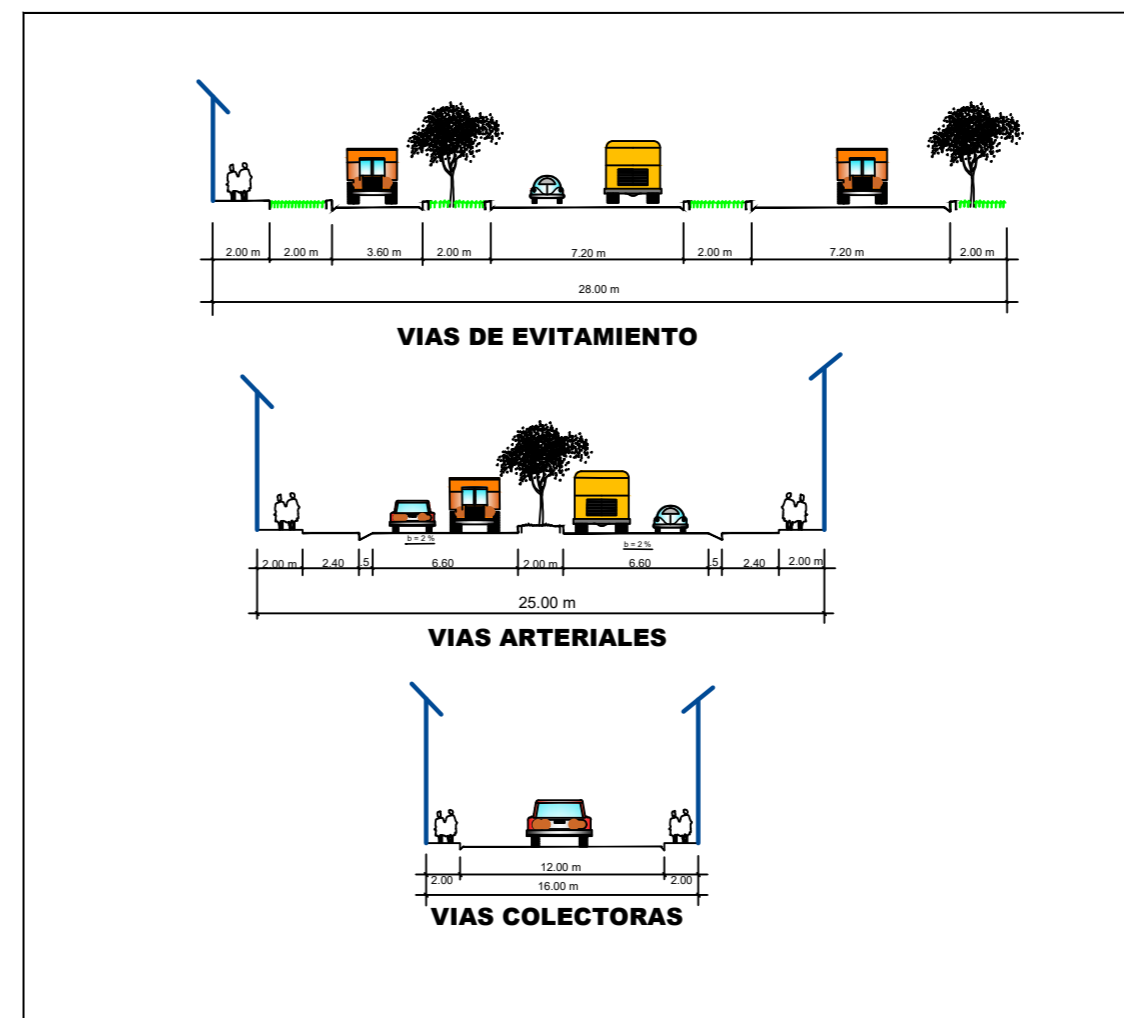 2.00 m 2.00 m 3.60 m 2.00 m 7.20 m 2.00 m 7.20 m 2.00 m
28.00 m
VIAS DE EVITAMIENTO
b = 2 % b = 2 %
2.00 m 2.40 .5 6.60 2.00 m 6.60 .5 2.40 2.00 m
25.00 m
VIAS ARTERIALES
12.00 m
2.00 2.00
16.00 m
VIAS COLECTORAS